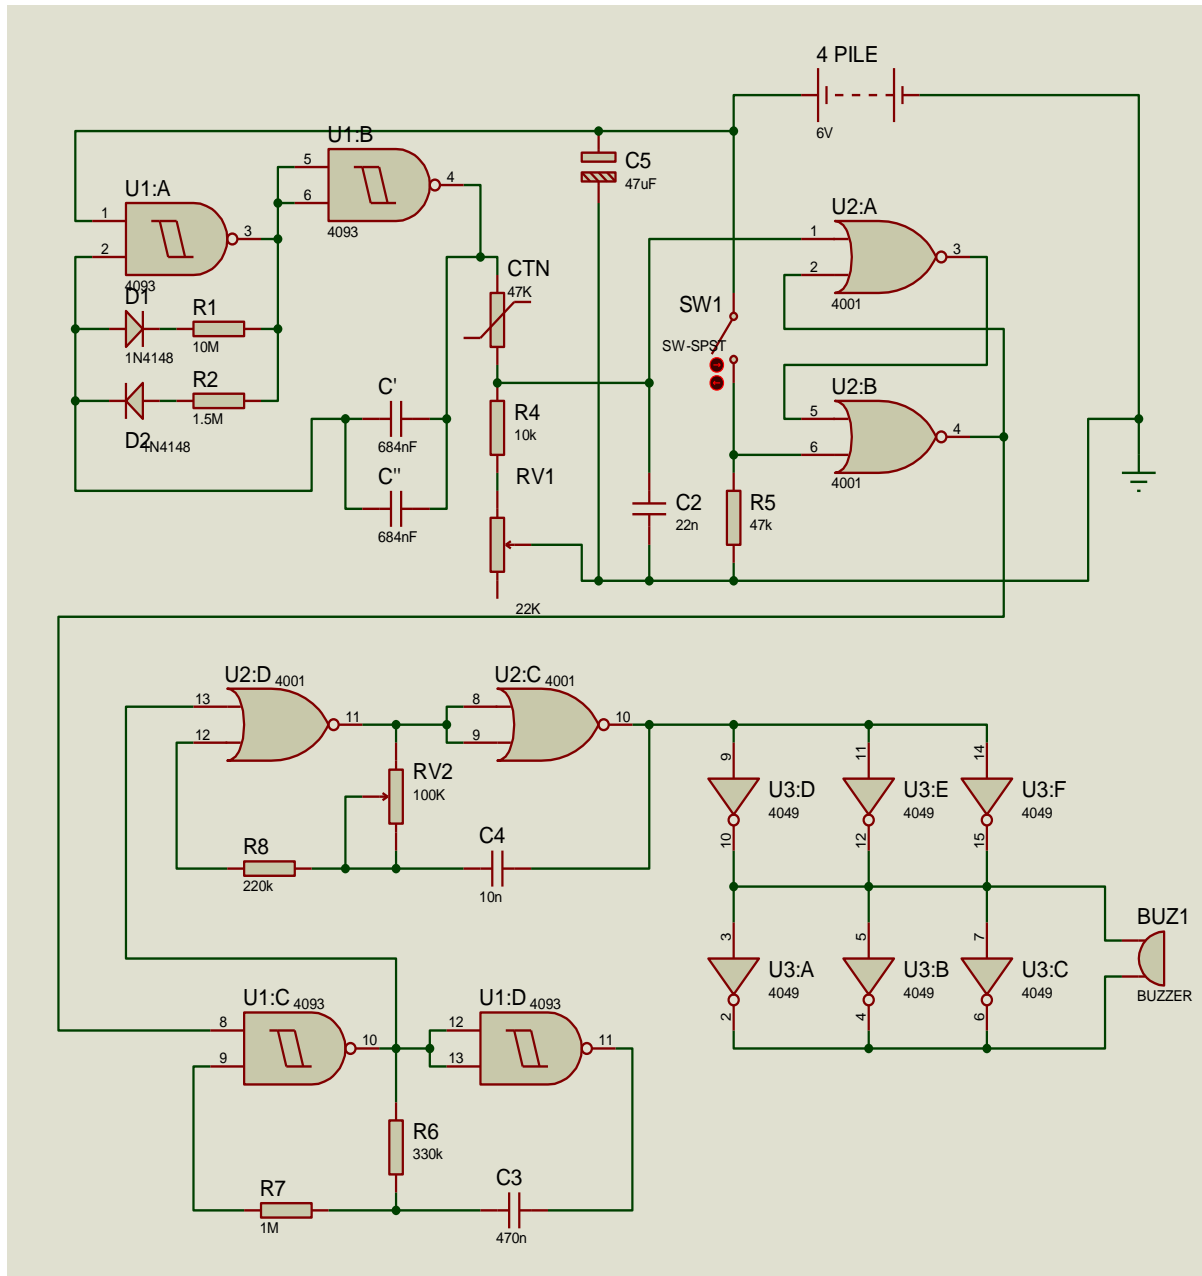 4 PILE
6V
U1:B
5
6
4
4093
C5
47uF
U1:A
1
2
3
4093
U2:A
1
2
3
4001
CTN
47K
SW1
SW-SPST
D1
1N4148
R1
10M
R2
1.5M
D2
1N4148
C'
684nF
C''
684nF
R4
10k
RV1
22K
U2:B
5
6
4
4001
C2
22n
R5
47k
U2:D 4001
13
12
11
U2:C 4001
8
9
10
RV2
100K
R8
220k
C4
10n
9
U3:D
4049
10
11
U3:E
4049
12
14
U3:F
4049
15
3
U3:A
4049
2
5
U3:B
4049
4
7
U3:C
4049
6
BUZ1
BUZZER
U1:C 4093
8
9
10
U1:D 4093
12
13
11
R6
330k
R7
1M
C3
470n